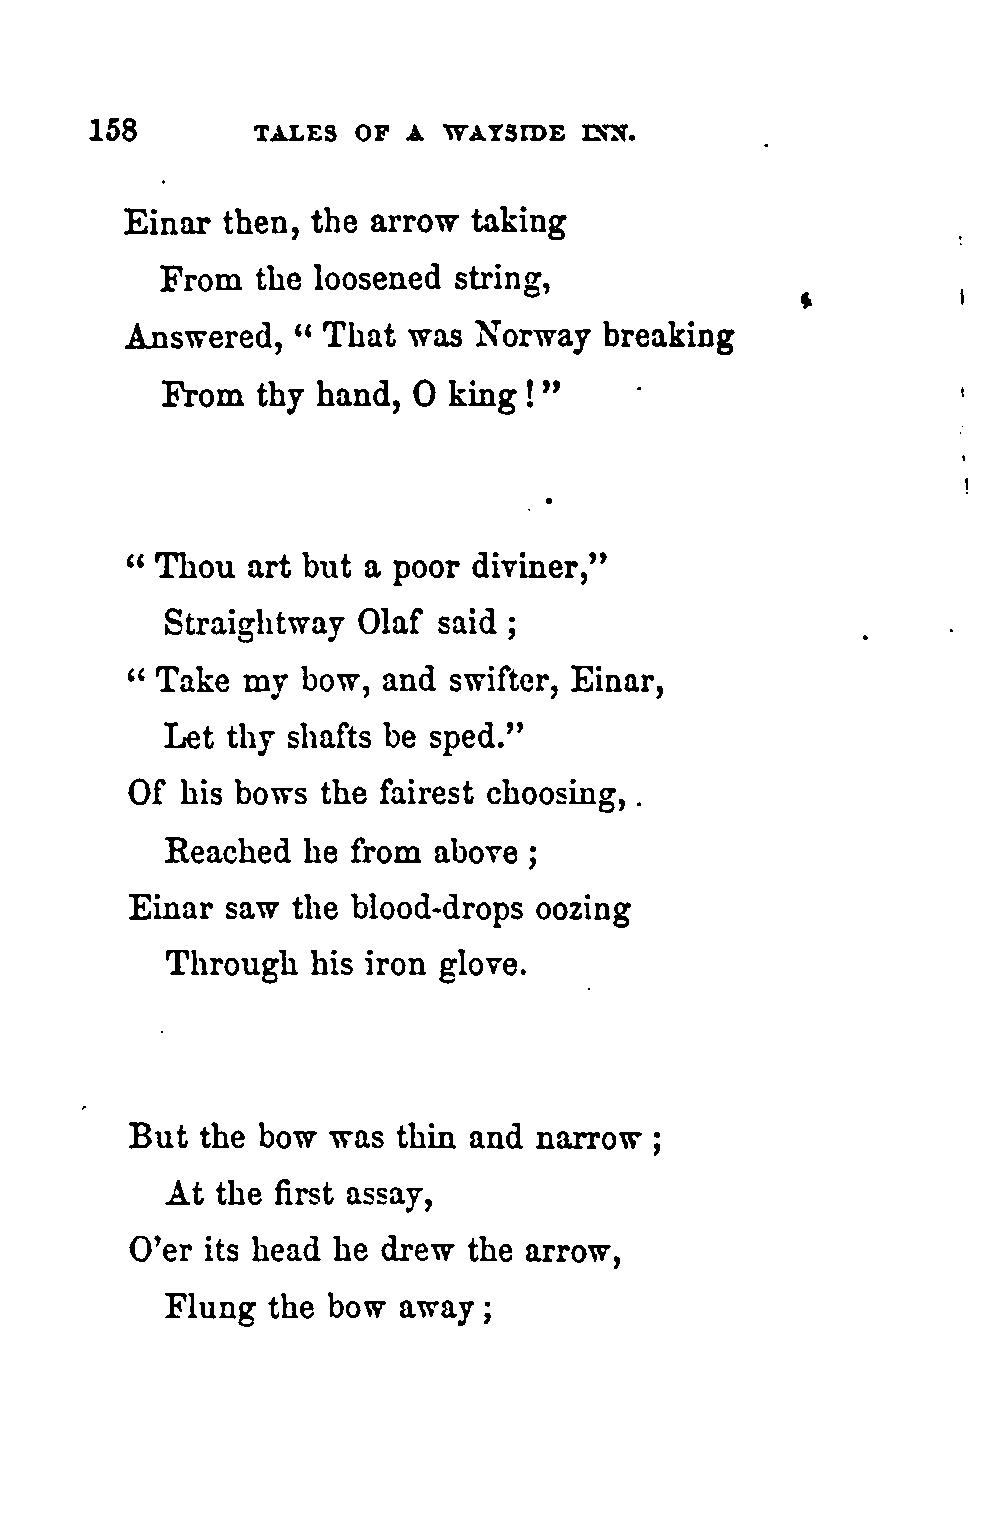 158 TALES OF A WAYSIDE INN.
Einar then, the arrow taking
From the loosened string,
Answered, “ That was Norway breaking
From thy hand, O king ! ”
“ Thou art but a poor diviner,”
Straightway Olaf said ;
“ Take my bow, and swifter, Einar,
Let thy shafts be sped.”
Of his bows the fairest choosing,
Reached he from above ;
Einar saw the blood-drops oozing
Through his iron glove.
But the bow was thin and narrow ;
At the first assay,
O’er its head he drew the arrow,
Flung the bow away ;